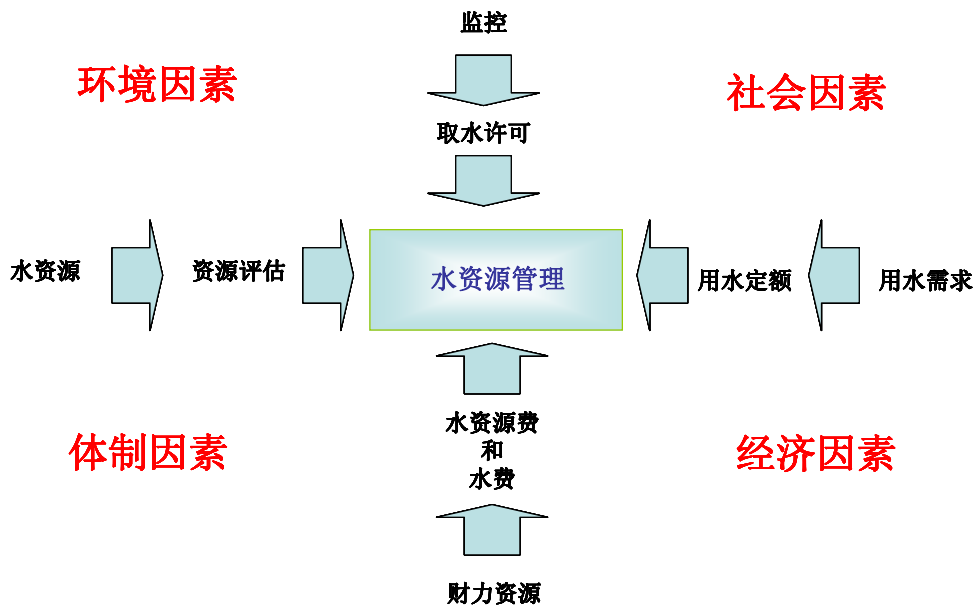 监控
环境因素
社会因素
取水许可
水资源
资源评估
水资源管理
用水定额
用水需求
水资源费
和
水费
体制因素
经济因素
财力资源